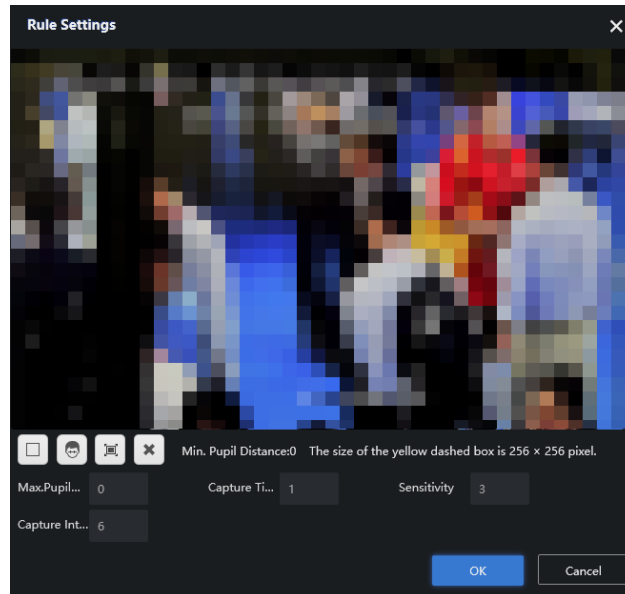 Rule Settings
Min. Pupil Distance:0 The size of the yellow dashed box is 256 × 256 pixel.
Max.Pupil... 0 Capture Ti... 1 Sensitivity 3
Capture Int... 6
OK Cancel